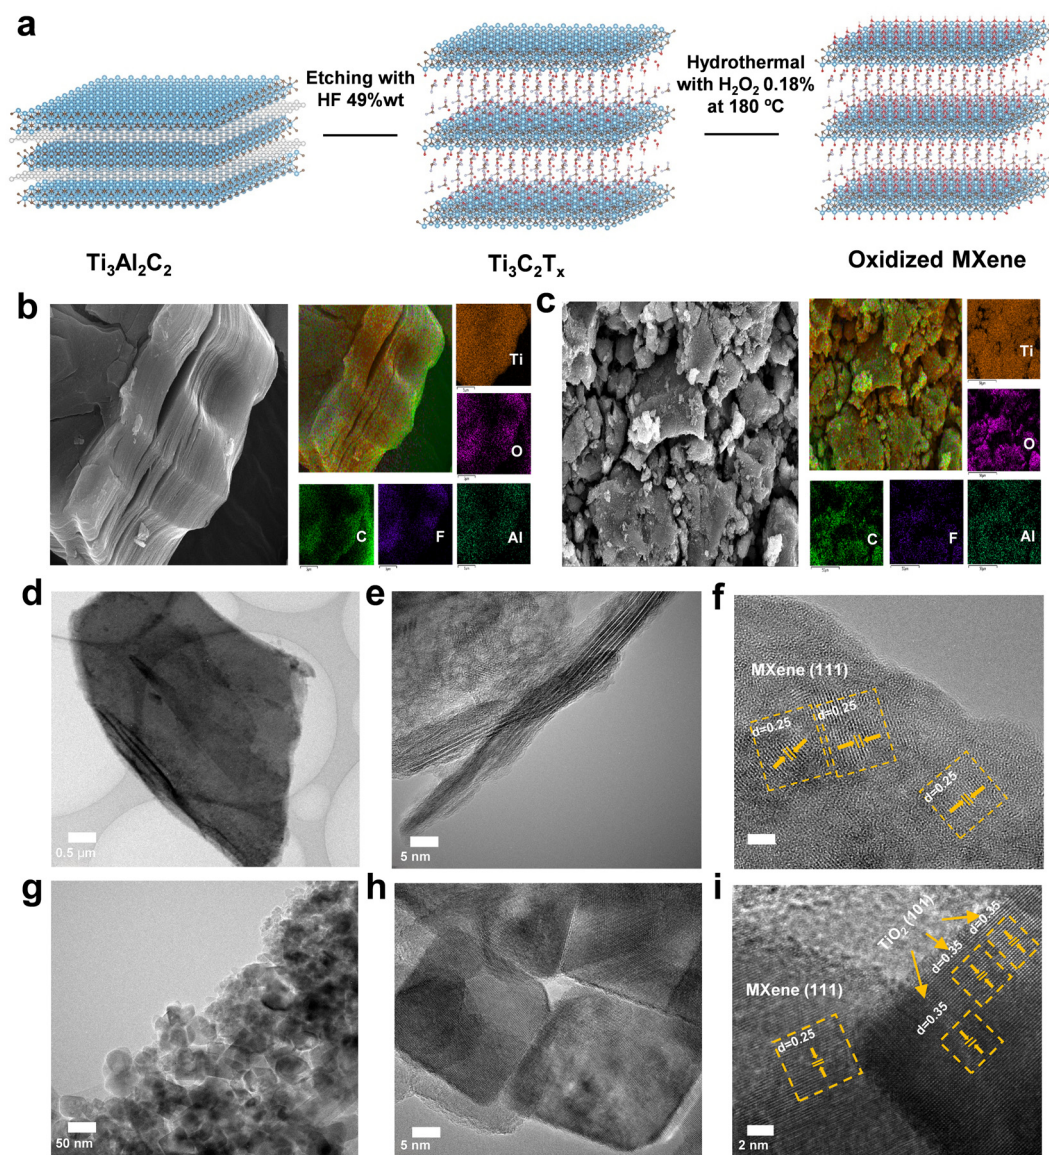 a
Etching with
HF 49%wt
Hydrothermal
with H₂O₂ 0.18%
at 180 ºC
Ti₃Al₂C₂
Ti₃C₂Tₓ
Oxidized MXene
b
Ti
O
C
F
Al
c
Ti
O
C
F
Al
d
0.5 µm
e
5 nm
f
MXene (111)
d=0.25
d=0.25
d=0.25
g
50 nm
h
5 nm
i
TiO₂ (101)
d=0.35
d=0.35
d=0.35
MXene (111)
d=0.25
2 nm